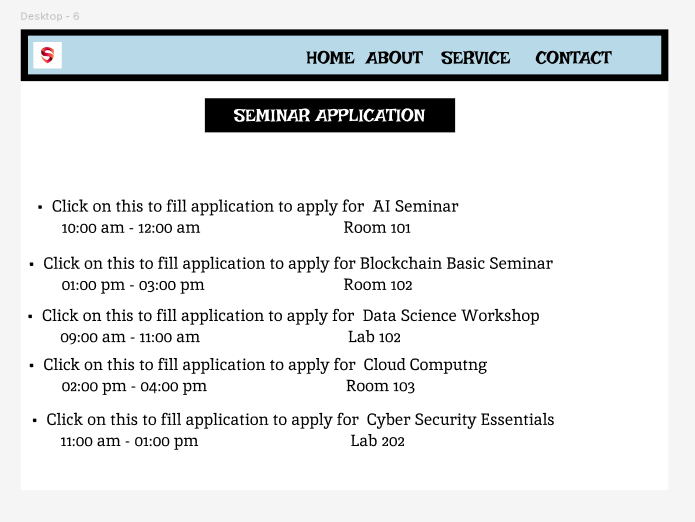 Desktop - 6
S
HOME ABOUT SERVICE CONTACT
SEMINAR APPLICATION
▪ Click on this to fill application to apply for AI Seminar
10:00 am - 12:00 am Room 101
▪ Click on this to fill application to apply for Blockchain Basic Seminar
01:00 pm - 03:00 pm Room 102
▪ Click on this to fill application to apply for Data Science Workshop
09:00 am - 11:00 am Lab 102
▪ Click on this to fill application to apply for Cloud Computng
02:00 pm - 04:00 pm Room 103
▪ Click on this to fill application to apply for Cyber Security Essentials
11:00 am - 01:00 pm Lab 202